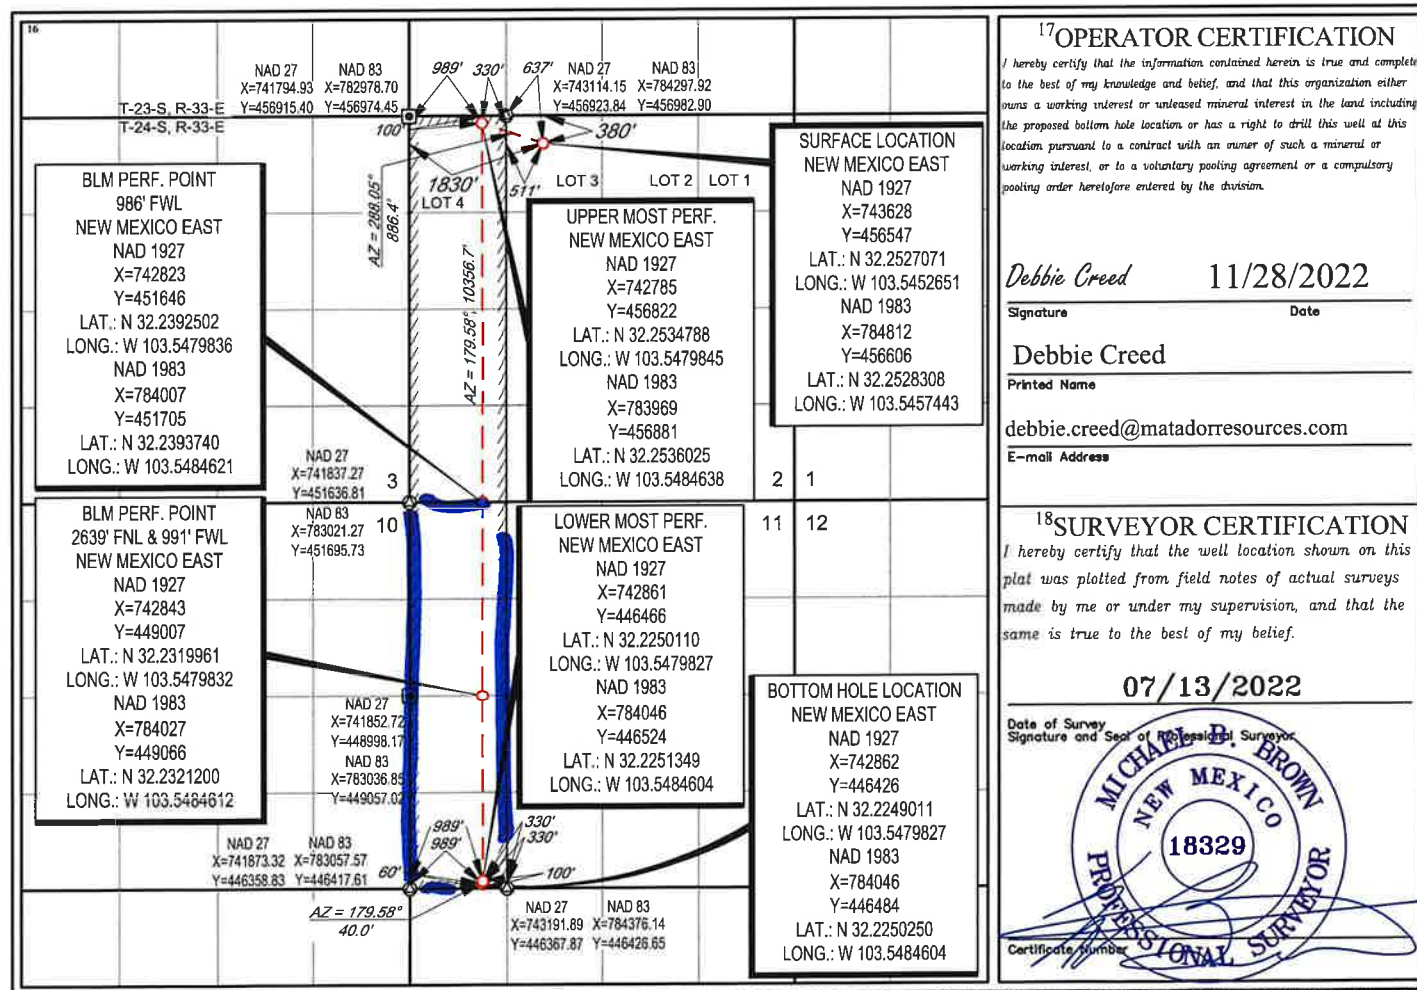 16
NAD 27 NAD 83
X=741794.93 X=782978.70
Y=456915.40 Y=456974.45
T-23-S, R-33-E
T-24-S, R-33-E
989' 330' 637'
NAD 27 NAD 83
X=743114.15 X=784297.92
Y=456923.84 Y=456982.90
100'
380'
1830'
511'
LOT 4
LOT 3 LOT 2 LOT 1
AZ = 288.05°
886.4'
AZ = 179.58°, 10356.7'
BLM PERF. POINT
986' FWL
NEW MEXICO EAST
NAD 1927
X=742823
Y=451646
LAT.: N 32.2392502
LONG.: W 103.5479836
NAD 1983
X=784007
Y=451705
LAT.: N 32.2393740
LONG.: W 103.5484621
UPPER MOST PERF.
NEW MEXICO EAST
NAD 1927
X=742785
Y=456822
LAT.: N 32.2534788
LONG.: W 103.5479845
NAD 1983
X=783969
Y=456881
LAT.: N 32.2536025
LONG.: W 103.5484638
SURFACE LOCATION
NEW MEXICO EAST
NAD 1927
X=743628
Y=456547
LAT.: N 32.2527071
LONG.: W 103.5452651
NAD 1983
X=784812
Y=456606
LAT.: N 32.2528308
LONG.: W 103.5457443
NAD 27
X=741837.27
Y=451636.81
3
2 1
NAD 83
X=783021.27
Y=451695.73
10
11 12
BLM PERF. POINT
2639' FNL & 991' FWL
NEW MEXICO EAST
NAD 1927
X=742843
Y=449007
LAT.: N 32.2319961
LONG.: W 103.5479832
NAD 1983
X=784027
Y=449066
LAT.: N 32.2321200
LONG.: W 103.5484612
LOWER MOST PERF.
NEW MEXICO EAST
NAD 1927
X=742861
Y=446466
LAT.: N 32.2250110
LONG.: W 103.5479827
NAD 1983
X=784046
Y=446524
LAT.: N 32.2251349
LONG.: W 103.5484604
NAD 27
X=741852.72
Y=448998.17
NAD 83
X=783036.85
Y=449057.02
BOTTOM HOLE LOCATION
NEW MEXICO EAST
NAD 1927
X=742862
Y=446426
LAT.: N 32.2249011
LONG.: W 103.5479827
NAD 1983
X=784046
Y=446484
LAT.: N 32.2250250
LONG.: W 103.5484604
NAD 27 NAD 83
X=741873.32 X=783057.57
Y=446358.83 Y=446417.61
989'
989'
330'
330'
60'
100'
AZ = 179.58°
40.0'
NAD 27 NAD 83
X=743191.89 X=784376.14
Y=446367.87 Y=446426.65
17OPERATOR CERTIFICATION
I hereby certify that the information contained herein is true and complete
to the best of my knowledge and belief, and that this organization either
owns a working interest or unleased mineral interest in the land including
the proposed bottom hole location or has a right to drill this well at this
location pursuant to a contract with an owner of such a mineral or
working interest, or to a voluntary pooling agreement or a compulsory
pooling order heretofore entered by the division.
Debbie Creed 11/28/2022
Signature Date
Debbie Creed
Printed Name
debbie.creed@matadorresources.com
E-mail Address
18SURVEYOR CERTIFICATION
I hereby certify that the well location shown on this
plat was plotted from field notes of actual surveys
made by me or under my supervision, and that the
same is true to the best of my belief.
07/13/2022
Date of Survey
Signature and Seal of Professional Surveyor
MICHAEL B. BROWN
NEW MEXICO
18329
PROFESSIONAL SURVEYOR
Certificate Number